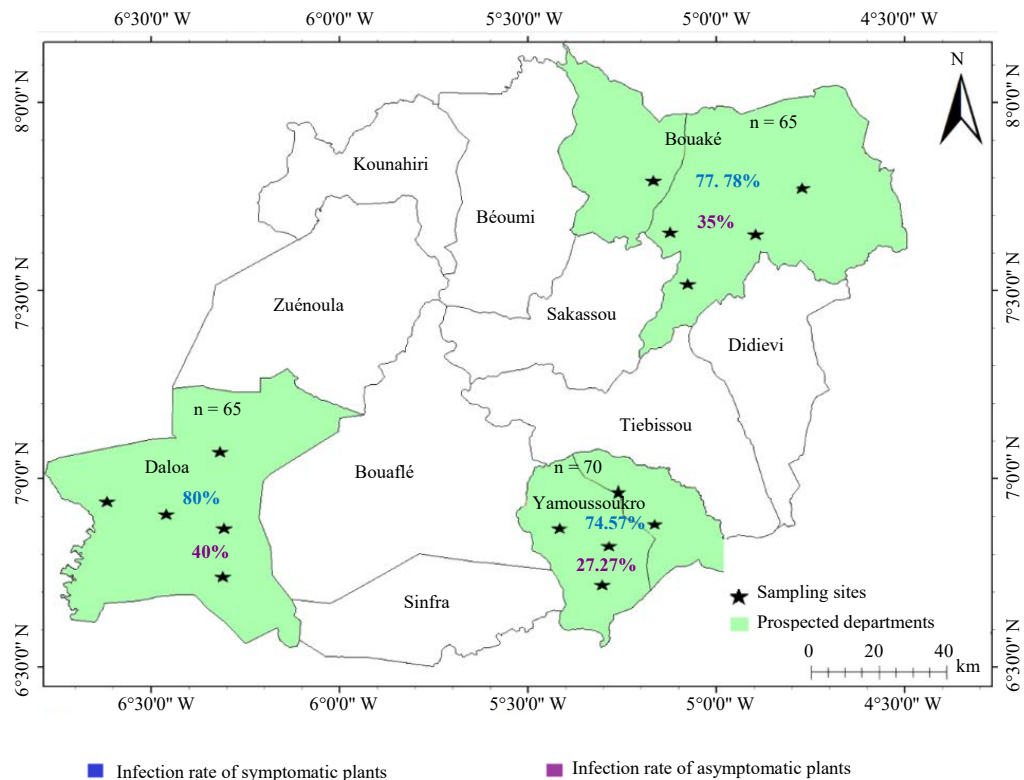 6°30'0" W 6°0'0" W 5°30'0" W 5°0'0" W 4°30'0" W
8°0'0" N
7°30'0" N
7°0'0" N
6°30'0" N
8°0'0" N
7°30'0" N
7°0'0" N
6°30'0" N
N
n = 65
Bouaké
77. 78%
35%
Kounahiri
Béoumi
Zuénoula
Sakassou
Didievi
n = 65
Daloa
80%
40%
Bouaflé
Tiebissou
n = 70
Yamoussoukro
74.57%
27.27%
Sinfra
Sampling sites
Prospected departments
0 20 40
km
6°30'0" W 6°0'0" W 5°30'0" W 5°0'0" W 4°30'0" W
Infection rate of symptomatic plants
Infection rate of asymptomatic plants